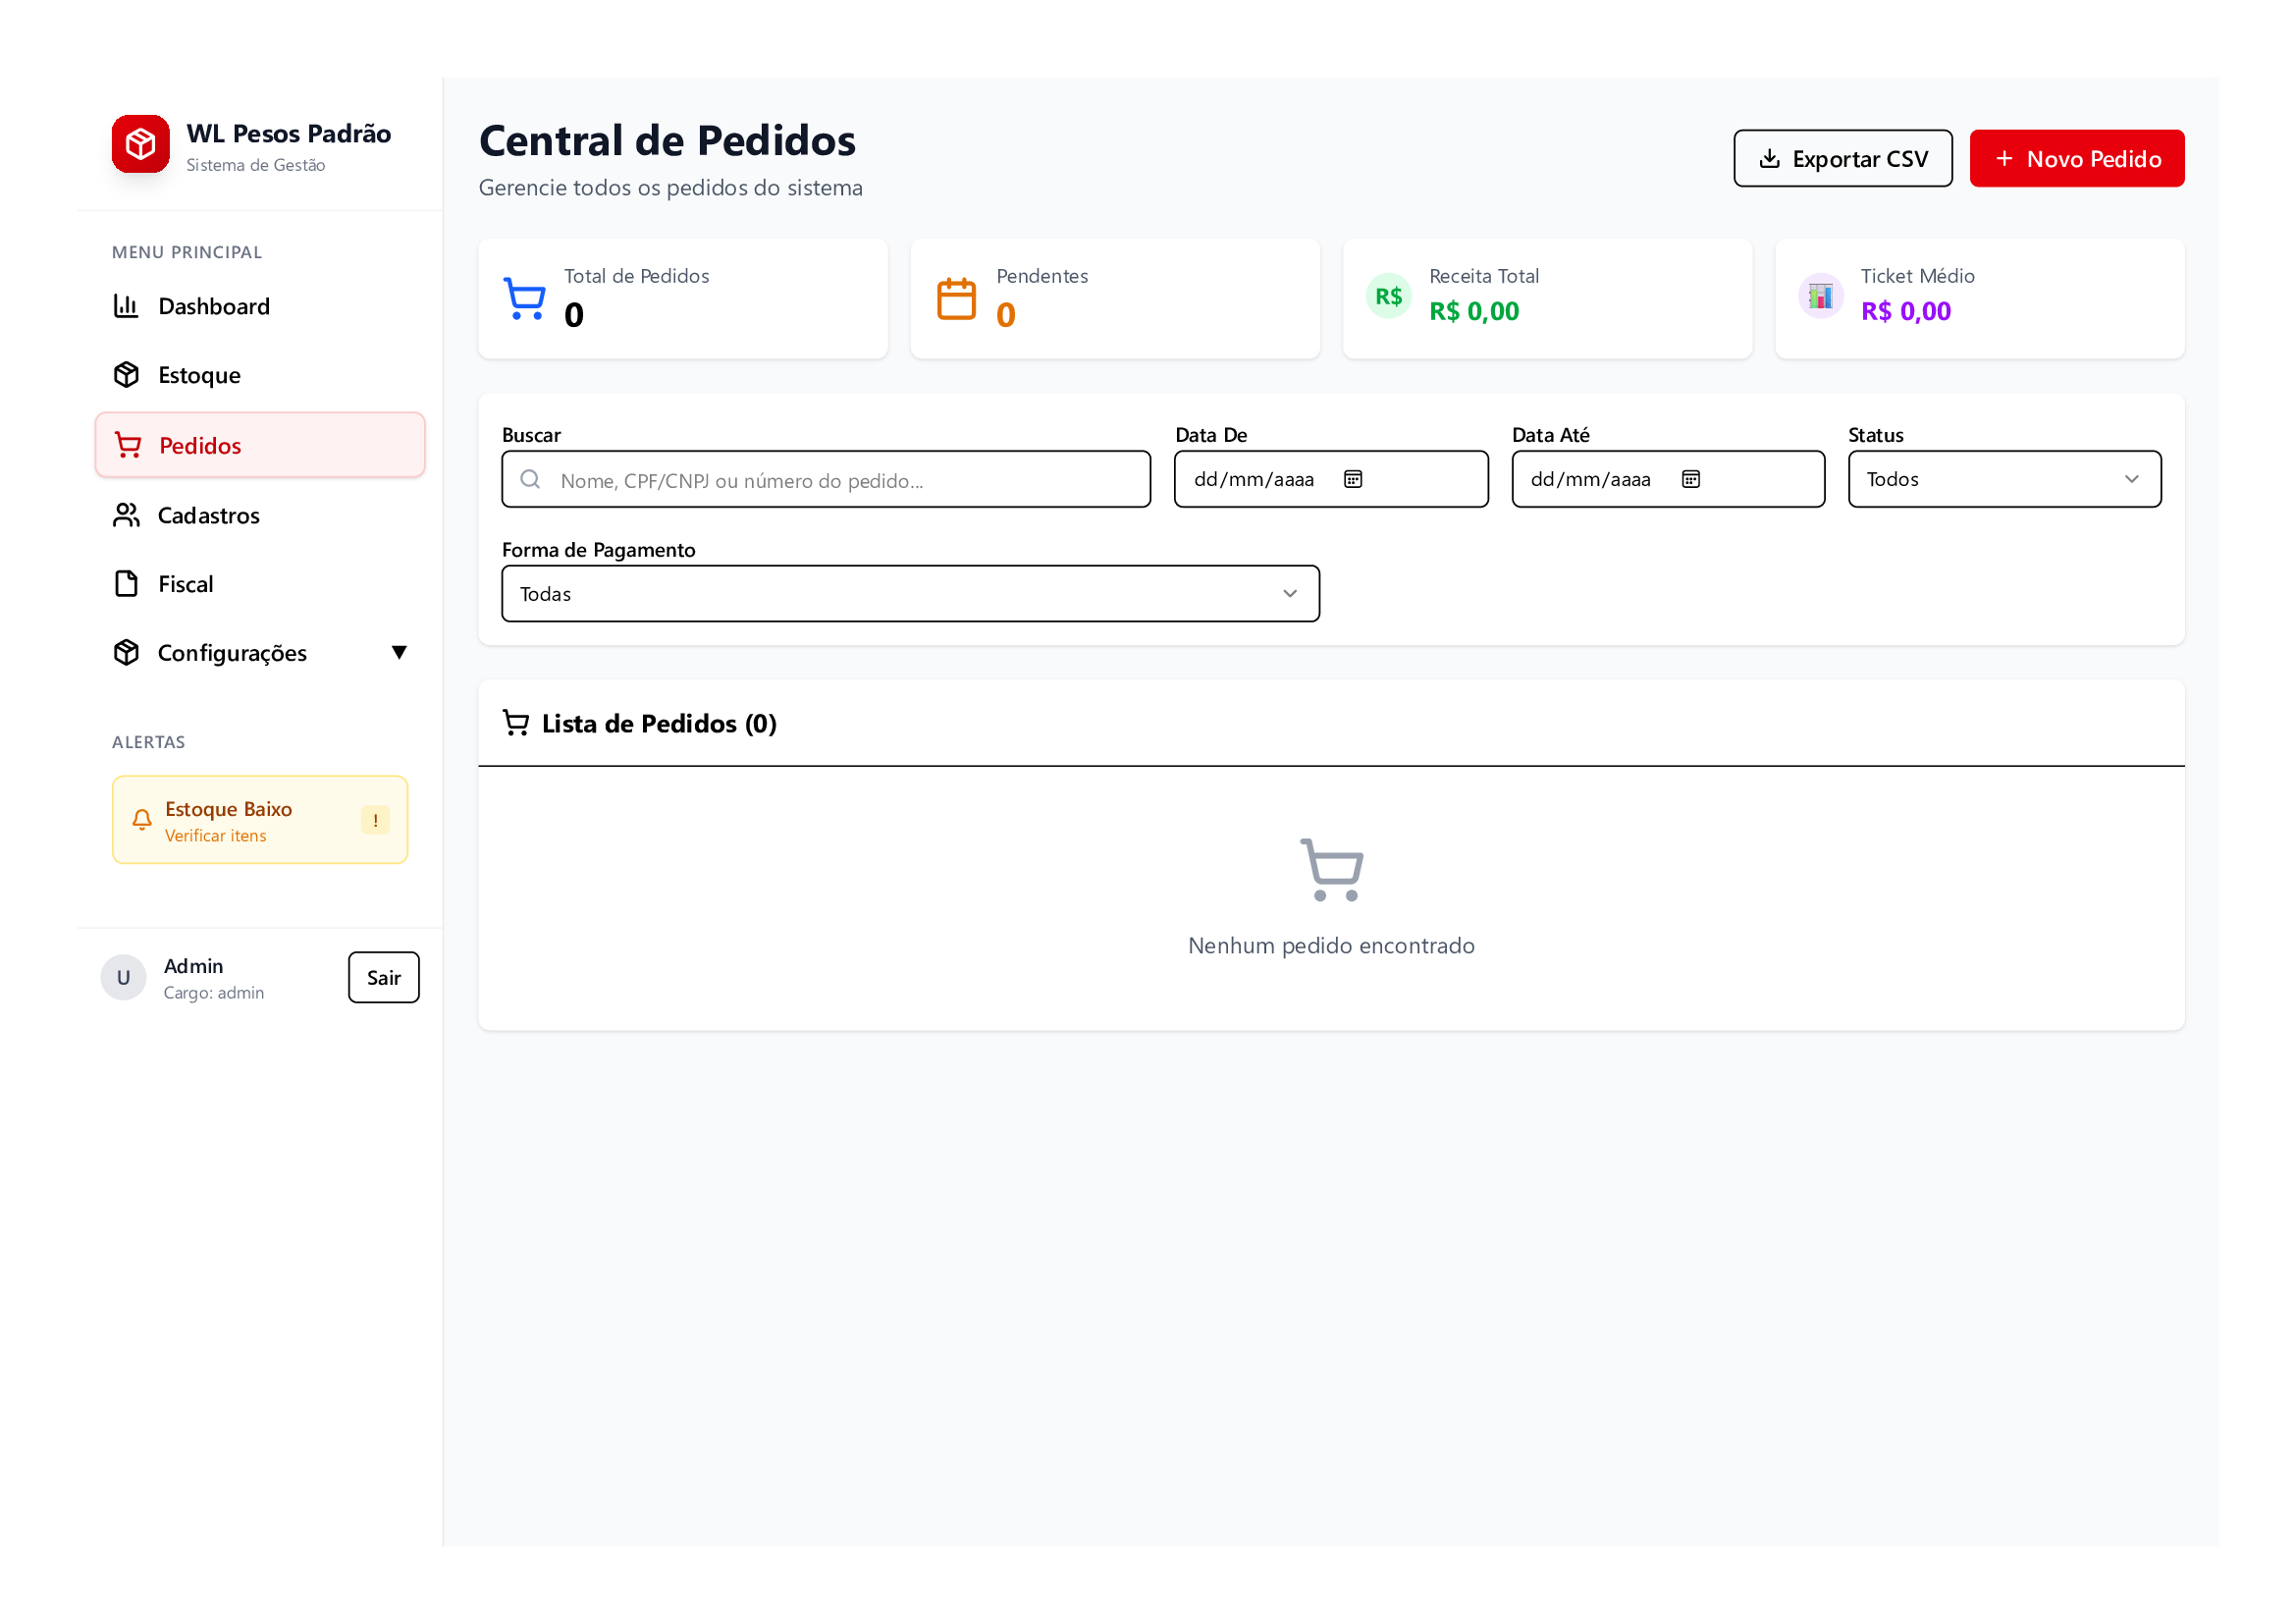 WL Pesos Padrão
Sistema de Gestão
MENU PRINCIPAL
Dashboard
Estoque
Pedidos
Cadastros
Fiscal
Configurações ▼
ALERTAS
Estoque Baixo
Verificar itens
!
U
Admin
Cargo: admin
Sair
Central de Pedidos
Gerencie todos os pedidos do sistema
Exportar CSV
+ Novo Pedido
Total de Pedidos
0
Pendentes
0
R$
Receita Total
R$ 0,00
Ticket Médio
R$ 0,00
Buscar
Nome, CPF/CNPJ ou número do pedido...
Data De
dd/mm/aaaa
Data Até
dd/mm/aaaa
Status
Todos
Forma de Pagamento
Todas
Lista de Pedidos (0)
Nenhum pedido encontrado